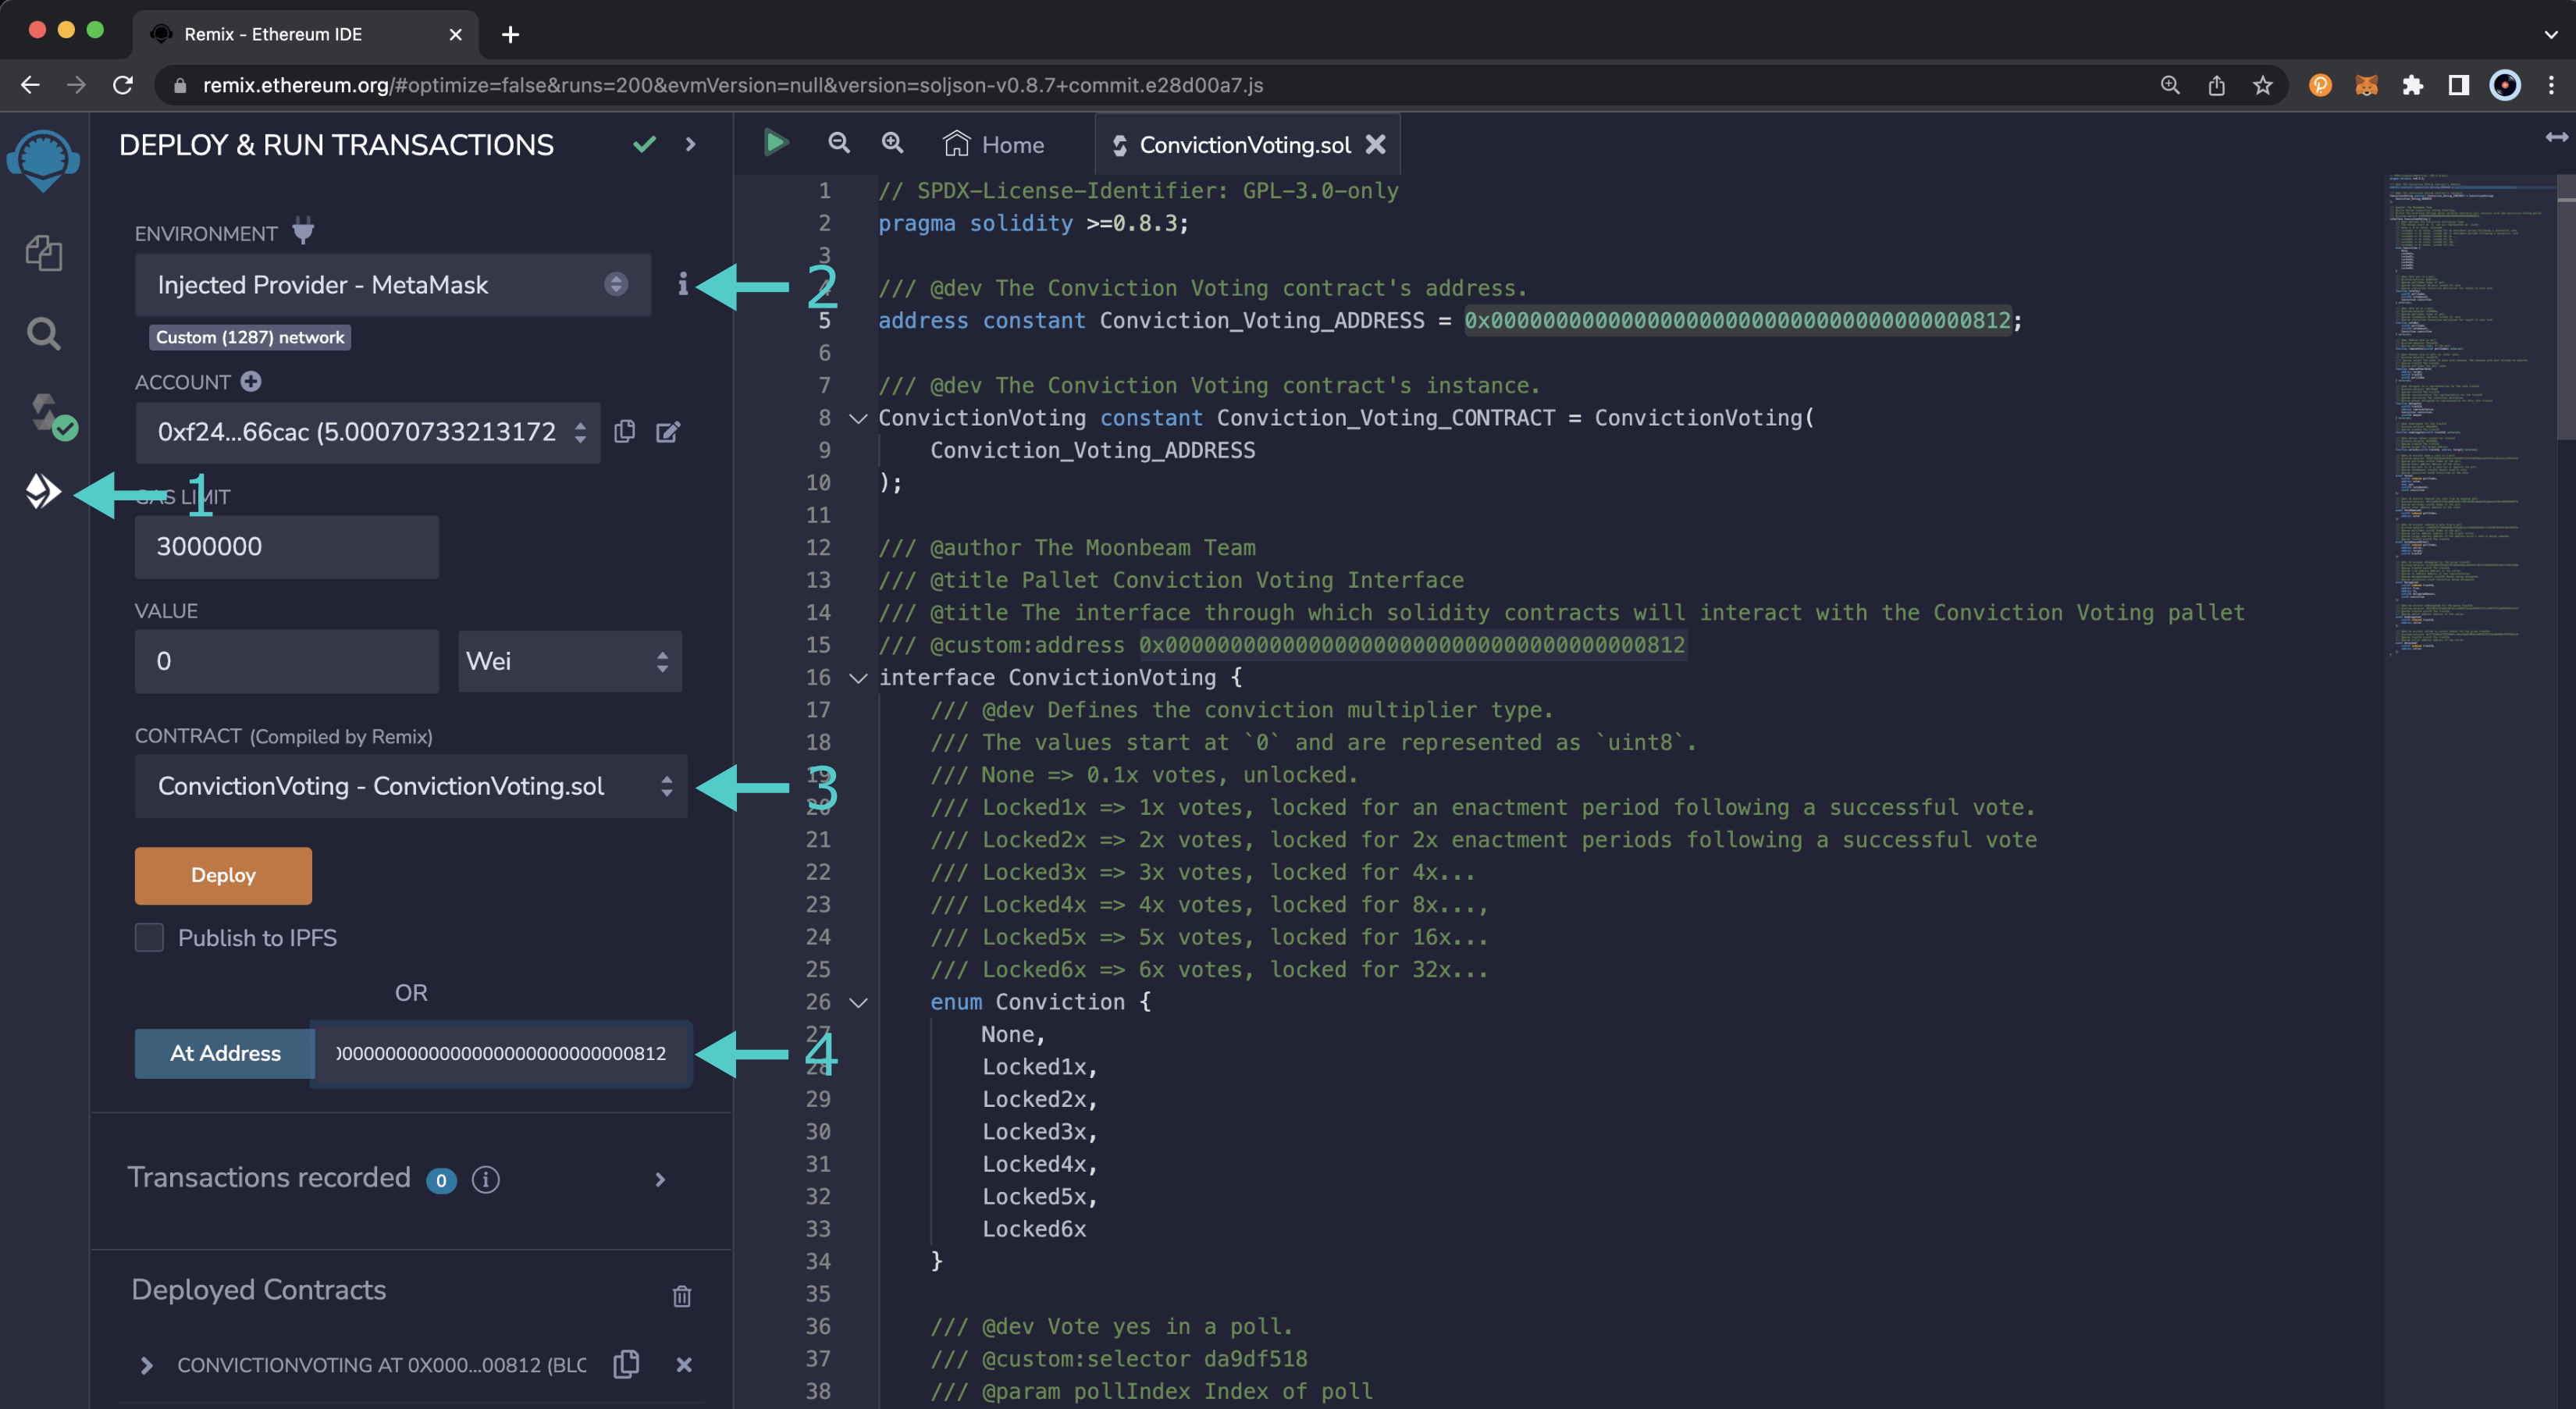 Remix - Ethereum IDE
remix.ethereum.org/#optimize=false&runs=200&evmVersion=null&version=soljson-v0.8.7+commit.e28d00a7.js
DEPLOY & RUN TRANSACTIONS
ENVIRONMENT
Injected Provider - MetaMask
2
Custom (1287) network
ACCOUNT
0xf24...66cac (5.00070733213172
1
GAS LIMIT
3000000
VALUE
0
Wei
CONTRACT (Compiled by Remix)
ConvictionVoting - ConvictionVoting.sol
3
Deploy
Publish to IPFS
OR
At Address
4
Transactions recorded 0
Deployed Contracts
CONVICTIONVOTING AT 0X000...00812 (BLC
Home
ConvictionVoting.sol
1 // SPDX-License-Identifier: GPL-3.0-only
2 pragma solidity >=0.8.3;
3
4 /// @dev The Conviction Voting contract's address.
5 address constant Conviction_Voting_ADDRESS = 0x0000000000000000000000000000000000000812;
6
7 /// @dev The Conviction Voting contract's instance.
8 ConvictionVoting constant Conviction_Voting_CONTRACT = ConvictionVoting(
9 Conviction_Voting_ADDRESS
10 );
11
12 /// @author The Moonbeam Team
13 /// @title Pallet Conviction Voting Interface
14 /// @title The interface through which solidity contracts will interact with the Conviction Voting pallet
15 /// @custom:address 0x0000000000000000000000000000000000000812
16 interface ConvictionVoting {
17 /// @dev Defines the conviction multiplier type.
18 /// The values start at `0` and are represented as `uint8`.
19 /// None => 0.1x votes, unlocked.
20 /// Locked1x => 1x votes, locked for an enactment period following a successful vote.
21 /// Locked2x => 2x votes, locked for 2x enactment periods following a successful vote
22 /// Locked3x => 3x votes, locked for 4x...
23 /// Locked4x => 4x votes, locked for 8x...,
24 /// Locked5x => 5x votes, locked for 16x...
25 /// Locked6x => 6x votes, locked for 32x...
26 enum Conviction {
27 None,
28 Locked1x,
29 Locked2x,
30 Locked3x,
31 Locked4x,
32 Locked5x,
33 Locked6x
34 }
35
36 /// @dev Vote yes in a poll.
37 /// @custom:selector da9df518
38 /// @param pollIndex Index of poll